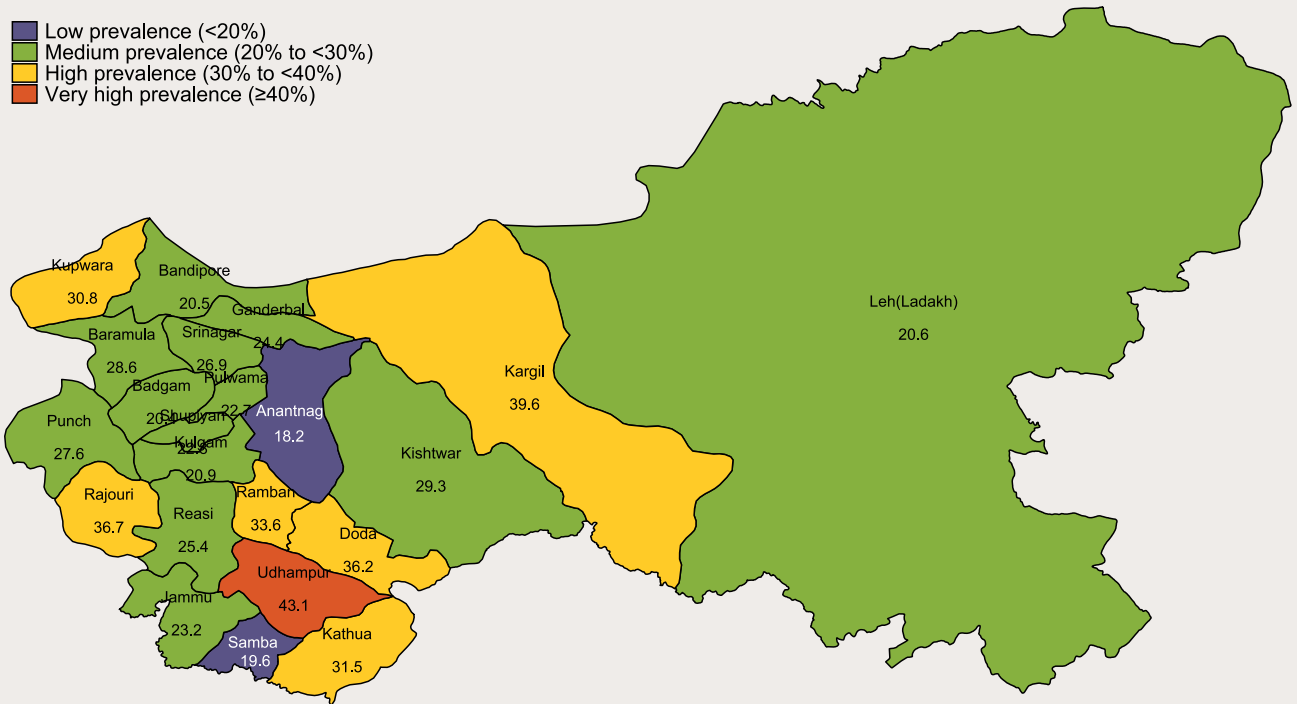 Low prevalence (<20%)
Medium prevalence (20% to <30%)
High prevalence (30% to <40%)
Very high prevalence (≥40%)
Kupwara
30.8
Bandipore
20.5
Ganderbal
24.4
Baramula
28.6
Srinagar
26.9
Badgam
Pulwama
22.7
Shupiyan
Kulgam
20.9
Anantnag
18.2
Punch
27.6
Rajouri
36.7
Reasi
25.4
Ramban
33.6
Doda
36.2
Kishtwar
29.3
Kargil
39.6
Leh(Ladakh)
20.6
Udhampur
43.1
Jammu
23.2
Samba
19.6
Kathua
31.5